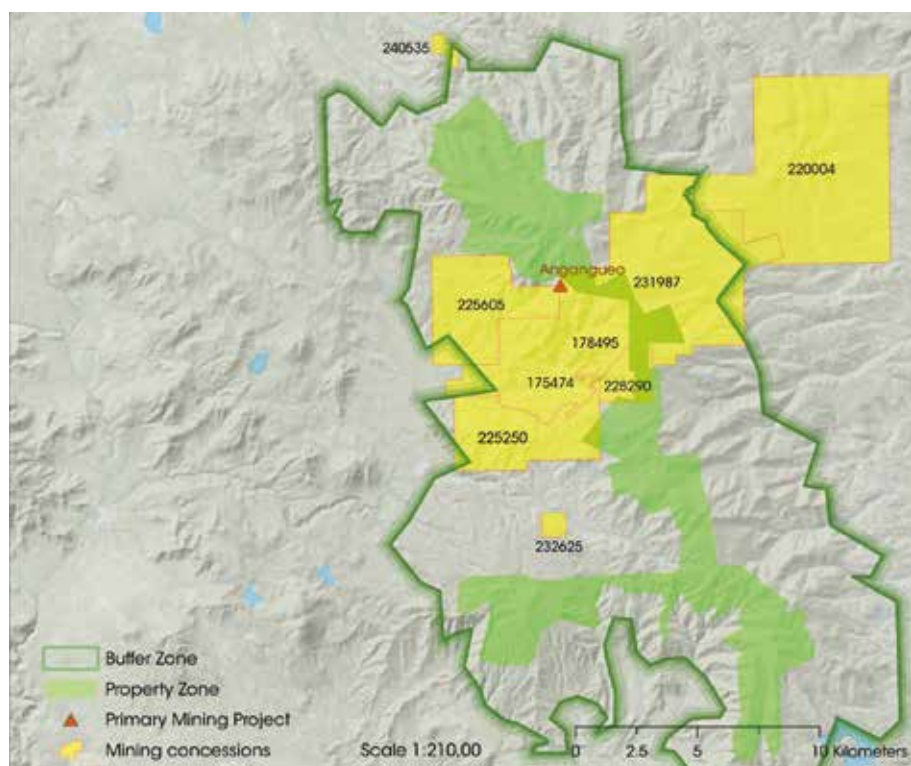 240535
220004
Angangueo
231987
225605
178495
175474
228290
225250
232625
Buffer Zone
Property Zone
Primary Mining Project
Mining concessions
Scale 1:210,00
0 2.5 5 10 Kilometers